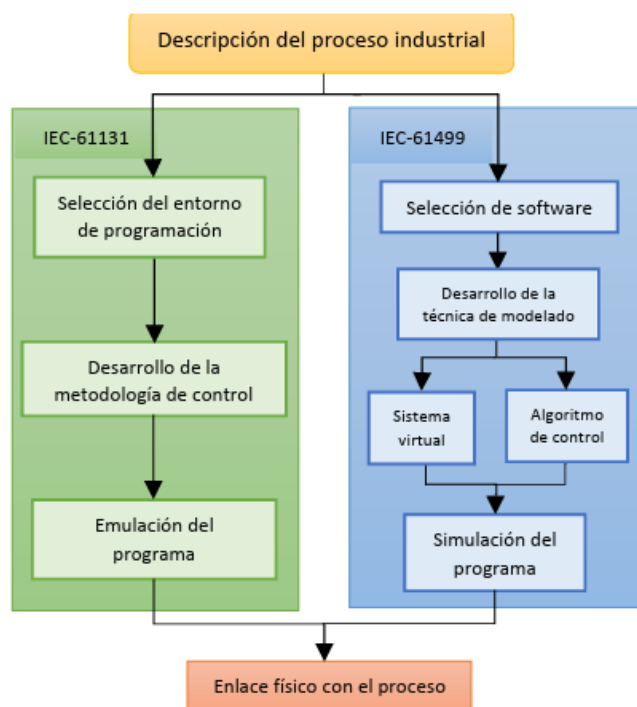 Descripción del proceso industrial
IEC-61131
Selección del entorno
de programación
Desarrollo de la
metodología de control
Emulación del
programa
IEC-61499
Selección de software
Desarrollo de la
técnica de modelado
Sistema
virtual
Algoritmo
de control
Simulación del
programa
Enlace físico con el proceso